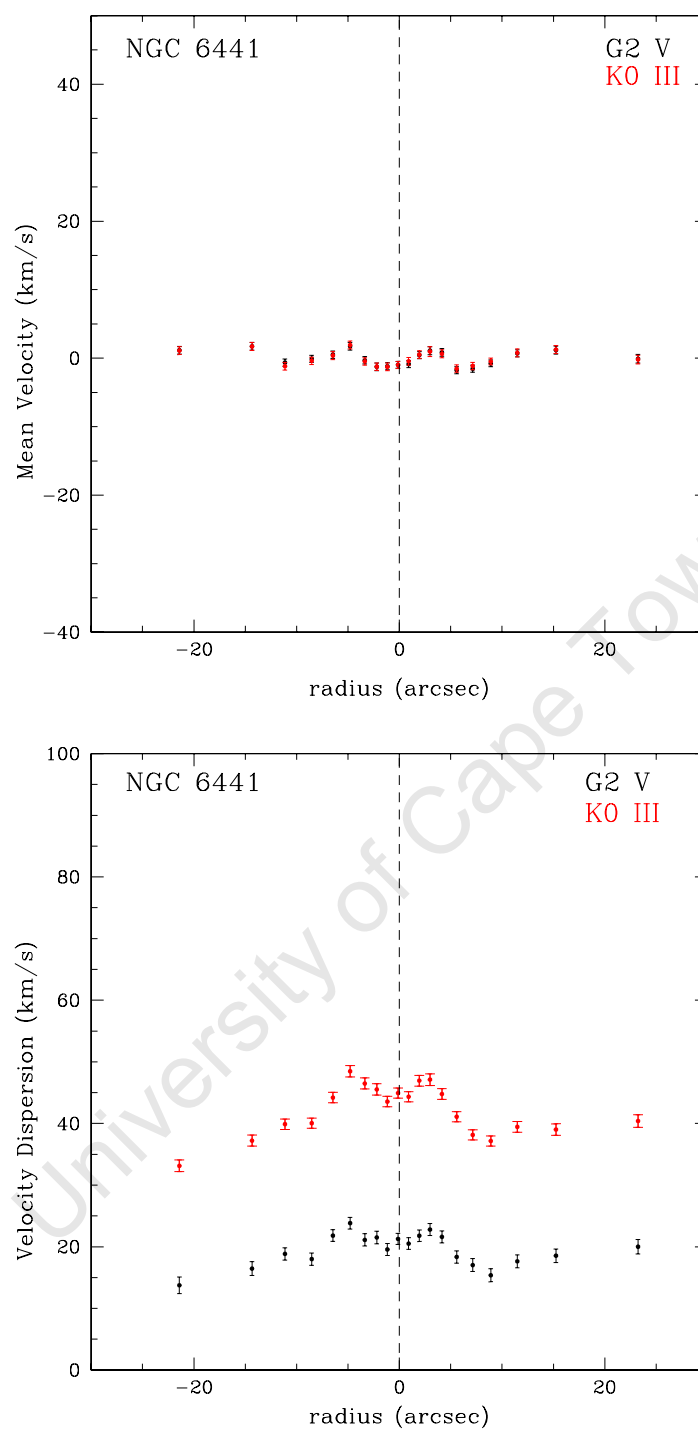 NGC 6441 G2 V
K0 III
40
20
0
−20
−40
Mean Velocity (km/s)
−20 0 20
radius (arcsec)
NGC 6441 G2 V
K0 III
100
80
60
40
20
0
Velocity Dispersion (km/s)
−20 0 20
radius (arcsec)
University of Cape Tow